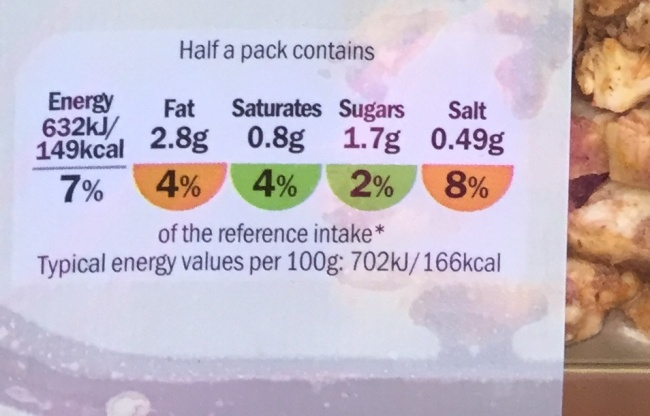 Half a pack contains
Energy Fat Saturates Sugars Salt
632kJ/
149kcal 2.8g 0.8g 1.7g 0.49g
7% 4% 4% 2% 8%
of the reference intake*
Typical energy values per 100g: 702kJ/166kcal